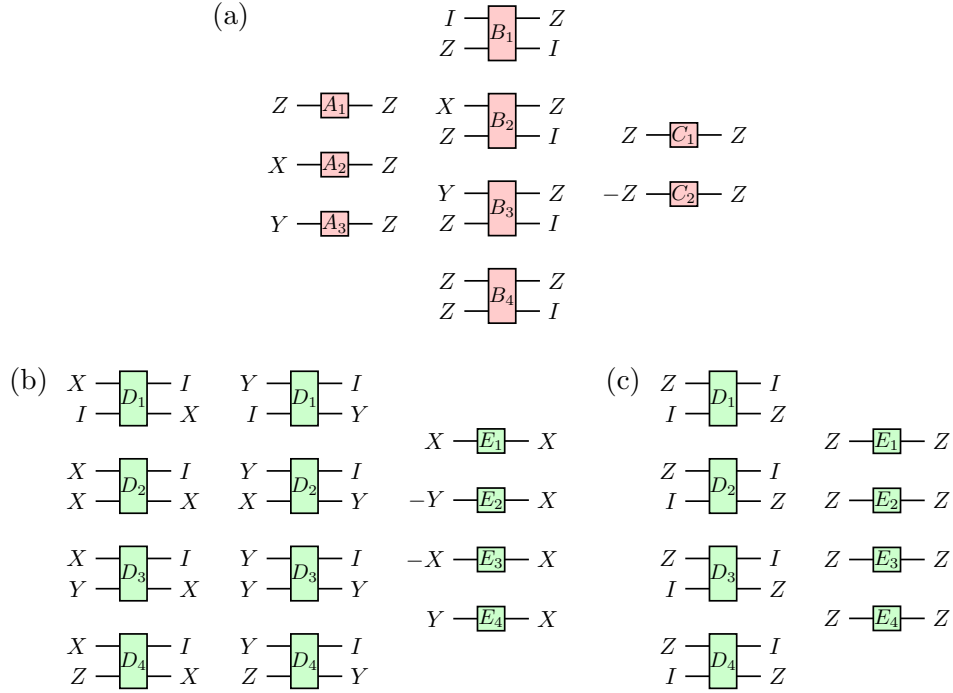 (a)
I B₁ Z
Z I
Z A₁ Z
X A₂ Z
Y A₃ Z
X B₂ Z
Z I
Y B₃ Z
Z I
Z B₄ Z
Z I
Z C₁ Z
−Z C₂ Z
(b)
X D₁ I
I X
X D₂ I
X X
X D₃ I
Y X
X D₄ I
Z X
Y D₁ I
I Y
Y D₂ I
X Y
Y D₃ I
Y Y
Y D₄ I
Z Y
X E₁ X
−Y E₂ X
−X E₃ X
Y E₄ X
(c)
Z D₁ I
I Z
Z D₂ I
I Z
Z D₃ I
I Z
Z D₄ I
I Z
Z E₁ Z
Z E₂ Z
Z E₃ Z
Z E₄ Z